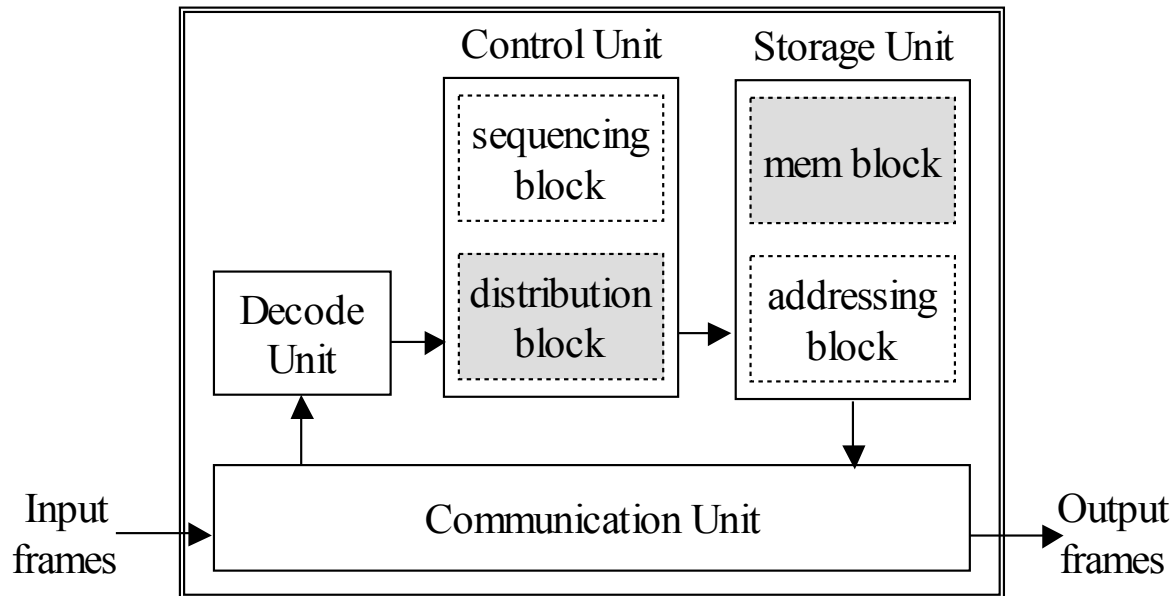 Control Unit
sequencing
block
distribution
block
Storage Unit
mem block
addressing
block
Decode
Unit
Communication Unit
Input
frames
Output
frames